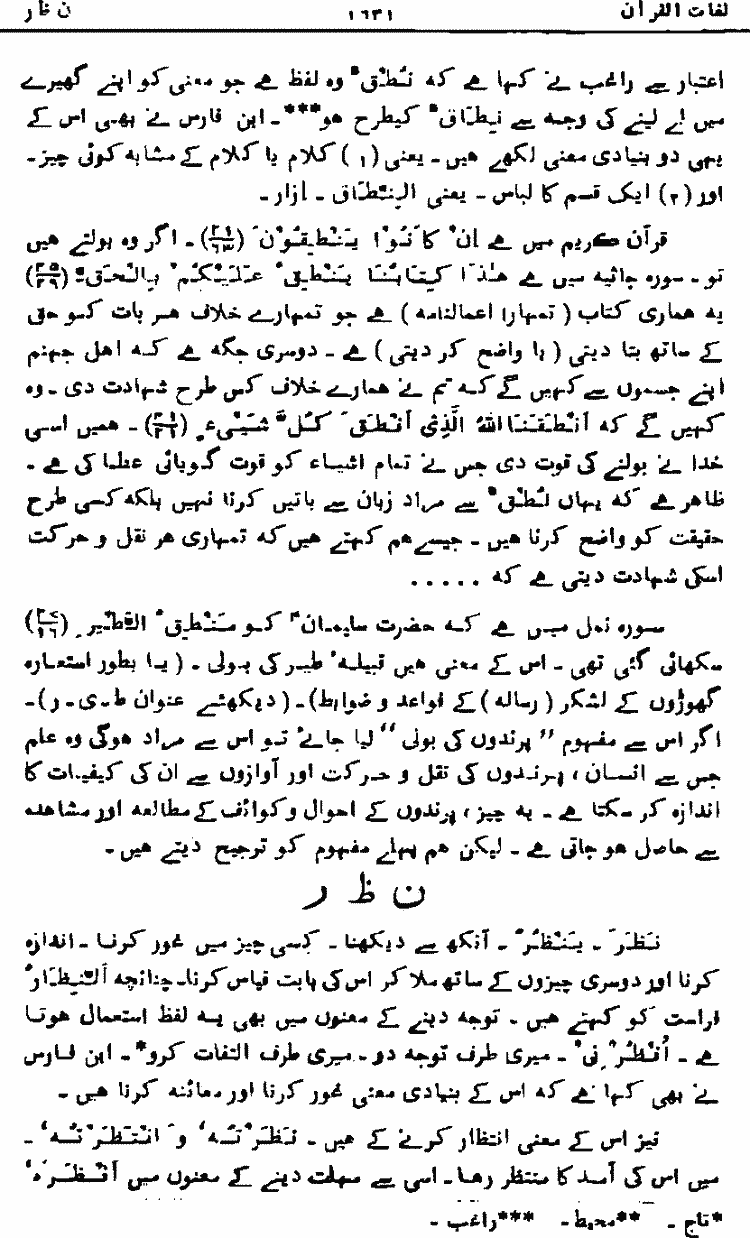 لغات القرآن ۱۶۳۱ ن ظ ر
اعتبار سے راغب نے کہا ہے کہ نُطْقٌ وہ لفظ ہے جو معنی کو اپنے گھیرے
میں لے لینے کی وجہ سے نِطَاقٌ کیطرح ہو***۔ ابن فارس نے بھی اس کے
یہی دو بنیادی معنی لکھے ہیں ۔ یعنی (۱) کلام یا کلام کے مشابہ کوئی چیز۔
اور (۲) ایک قسم کا لباس ۔ یعنی النِّطَاق ۔ ازار ۔
قرآن کریم میں ہے اِنْ کَانُوْا یَنْطِقُوْنَ (۲۱/۶۳) ۔ اگر وہ بولتے ہیں
تو ۔ سورہ جاثیہ میں ہے ھٰذَا کِتَابُنَا یَنْطِقُ عَلَیْکُمْ بِالْحَقِّ (۴۵/۲۹)
یہ ہماری کتاب ( تمہارا اعمالنامہ ) ہے جو تمہارے خلاف ہر بات کو حق
کے ساتھ بتا دیتی ( یا واضح کر دیتی ) ہے ۔ دوسری جگہ ہے کہ اهل جہنم
اپنے جسموں سے کہیں گے کہ تم نے ہمارے خلاف کس طرح شہادت دی ۔ وہ
کہیں گے کہ اَنْطَقَنَا اللّٰہُ الَّذِیْ اَنْطَقَ کُلَّ شَیْیءٍ (۴۱/۲۱) ۔ ہمیں اسی
خدا نے بولنے کی قوت دی جس نے تمام اشیاء کو قوت گویائی عطا کی ہے ۔
ظاہر ہے کہ یہاں نُطْقٌ سے مراد زبان سے باتیں کرنا نہیں بلکہ کسی طرح
حقیقت کو واضح کرنا ہیں ۔ جیسے ہم کہتے ہیں کہ تمہاری ہر نقل و حرکت
اسکی شہادت دیتی ہے کہ . . . . .
سورہ نمل میں ہے کہ حضرت سلیمانؑ کو مَنْطِقَ الطَّیْرِ (۲۷/۱۶)
سکھائی گئی تھی ۔ اس کے معنی ہیں قبیلہٴ طیر کی بولی ۔ ( یا بطور استعارہ
گھوڑوں کے لشکر ( رسالہ ) کے قواعد و ضوابط)۔ ( دیکھئے عنوان ط۔ی۔ ر)۔
اگر اس سے مفہوم ”پرندوں کی بولی“ لیا جائے تو اس سے مراد ہوگی وہ علم
جس سے انسان ، پرندوں کی نقل و حرکت اور آوازوں سے ان کی کیفیات کا
اندازہ کر سکتا ہے ۔ یہ چیز ، پرندوں کے احوال و کوائف کے مطالعہ اور مشاہدہ
سے حاصل ہو جاتی ہے ۔ لیکن ہم پہلے مفہوم کو ترجیح دیتے ہیں ۔
ن ظ ر
نَظَرَ ۔ یَنْظُرُ ۔ آنکھ سے دیکھنا ۔ کسی چیز میں غور کرنا ۔ اندازہ
کرنا اور دوسری چیزوں کے ساتھ ملا کر اس کی بابت قیاس کرنا۔ چنانچہ اَلنِّظَارُ
فراست کو کہتے ہیں ۔ توجہ دینے کے معنوں میں بھی یہ لفظ استعمال ہوتا
ہے ۔ اُنْظُرْنِیْ ۔ میری طرف توجہ دو ۔ میری طرف التفات کرو*۔ ابن فارس
نے بھی کہا ہے کہ اس کے بنیادی معنی غور کرنا اور معائنہ کرنا ہیں ۔
نیز اس کے معنی انتظار کرنے کے ہیں ۔ نَظَرْتُہ، وَ انْتَظَرْتُہ، ۔
میں اس کی آمد کا منتظر رہا ۔ اسی سے مہلت دینے کے معنوں میں اَنْظَرَہ،
*تاج ۔ **محیط ۔ ***راغب ۔